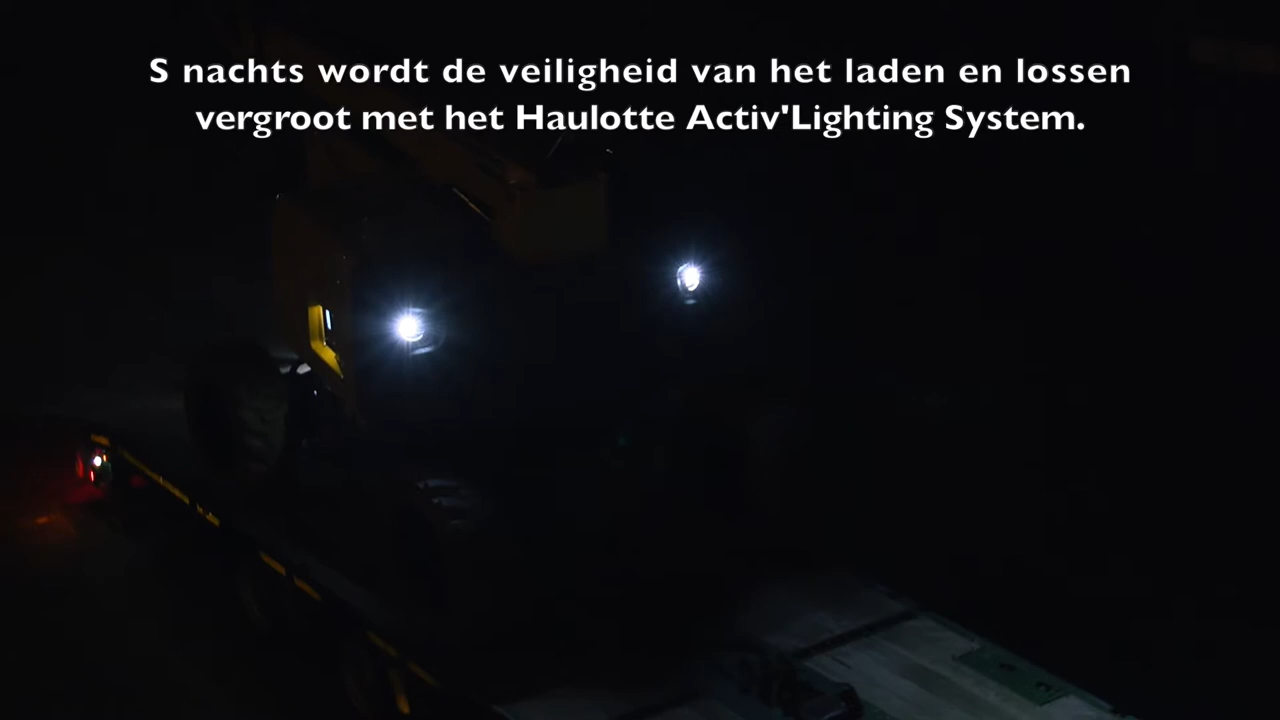 S nachts wordt de veiligheid van het laden en lossen
vergroot met het Haulotte Activ'Lighting System.